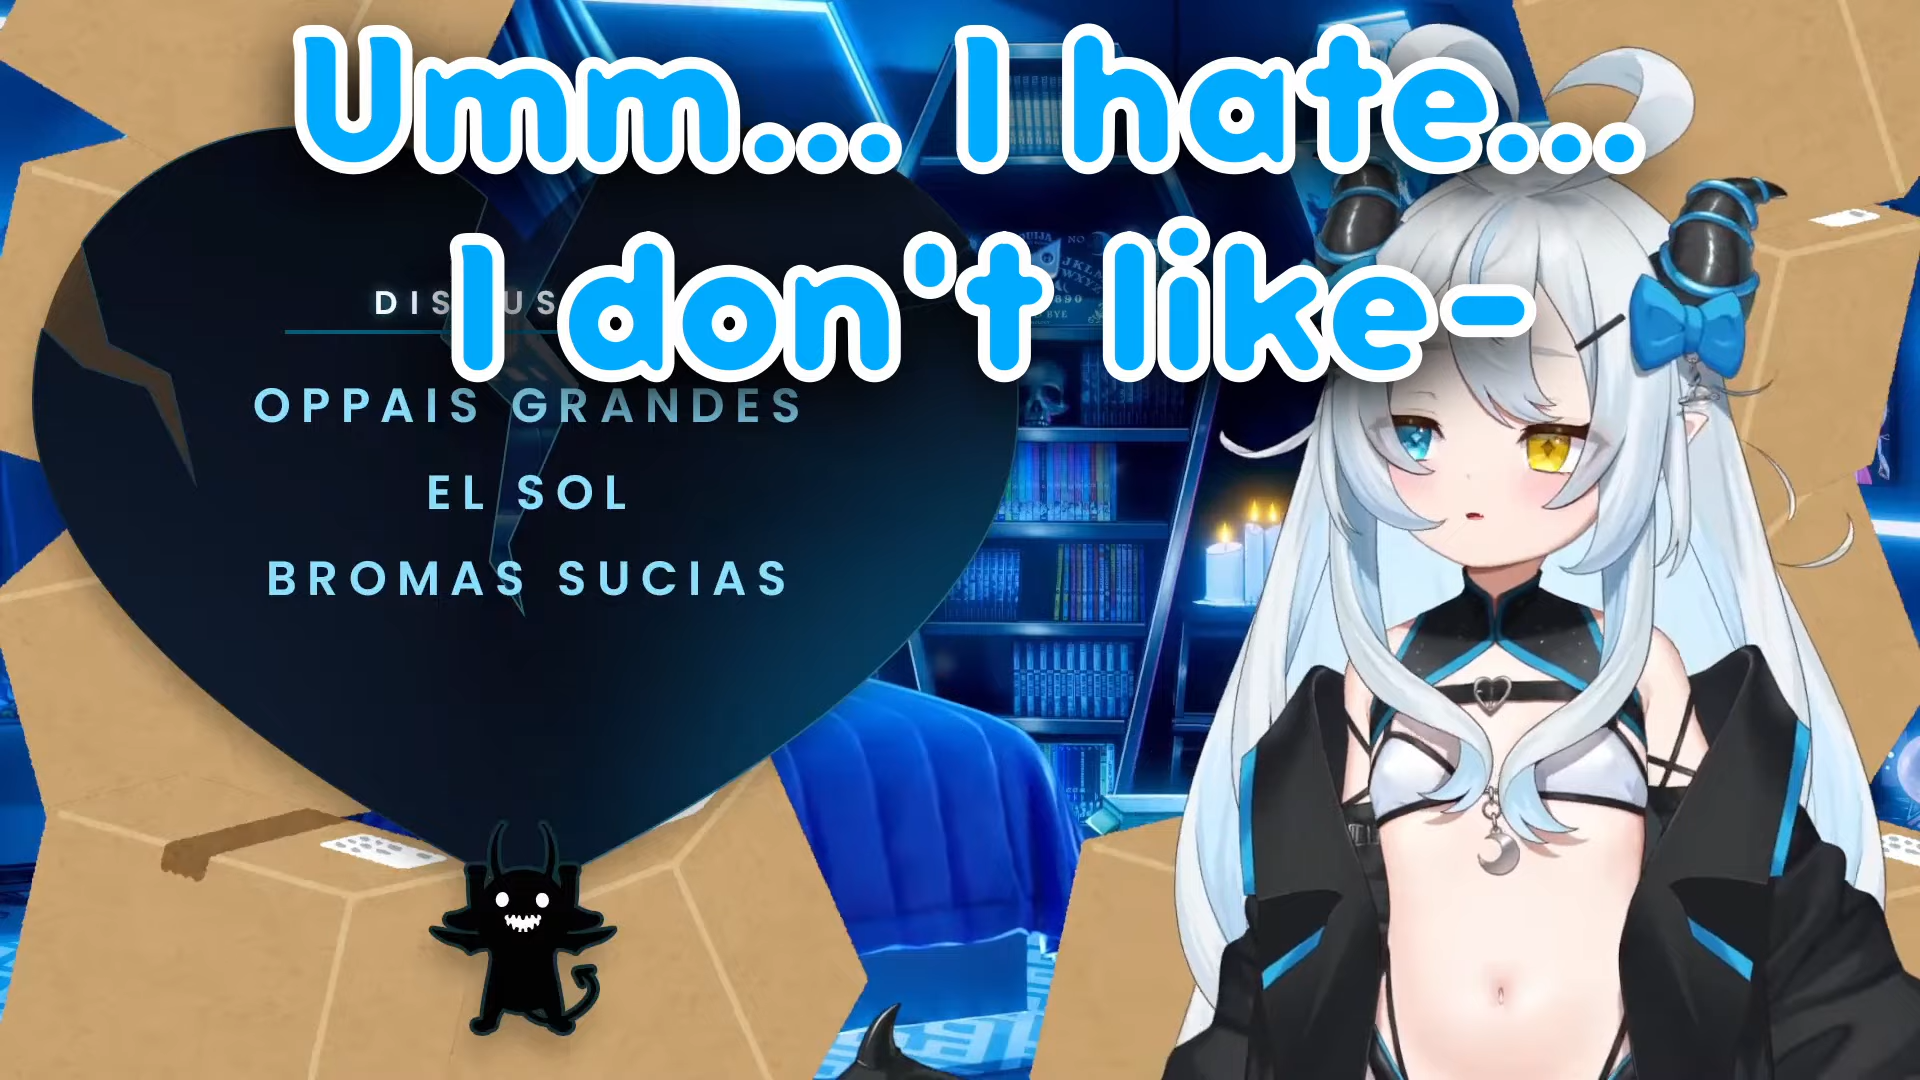 Umm... I hate...
I don't like-
OPPAIS GRANDES
EL SOL
BROMAS SUCIAS